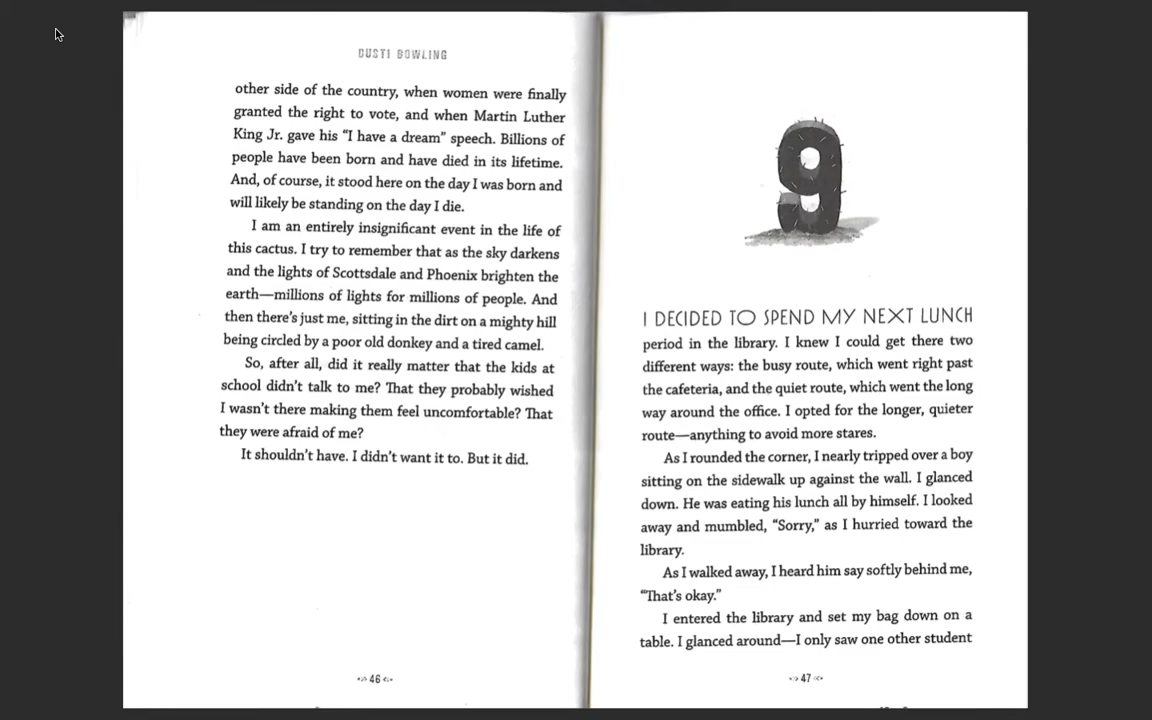 DUSTI BOWLING
other side of the country, when women were finally
granted the right to vote, and when Martin Luther
King Jr. gave his “I have a dream” speech. Billions of
people have been born and have died in its lifetime.
And, of course, it stood here on the day I was born and
will likely be standing on the day I die.
I am an entirely insignificant event in the life of
this cactus. I try to remember that as the sky darkens
and the lights of Scottsdale and Phoenix brighten the
earth—millions of lights for millions of people. And
then there’s just me, sitting in the dirt on a mighty hill
being circled by a poor old donkey and a tired camel.
So, after all, did it really matter that the kids at
school didn’t talk to me? That they probably wished
I wasn’t there making them feel uncomfortable? That
they were afraid of me?
It shouldn’t have. I didn’t want it to. But it did.
46
9
I DECIDED TO SPEND MY NEXT LUNCH
period in the library. I knew I could get there two
different ways: the busy route, which went right past
the cafeteria, and the quiet route, which went the long
way around the office. I opted for the longer, quieter
route—anything to avoid more stares.
As I rounded the corner, I nearly tripped over a boy
sitting on the sidewalk up against the wall. I glanced
down. He was eating his lunch all by himself. I looked
away and mumbled, “Sorry,” as I hurried toward the
library.
As I walked away, I heard him say softly behind me,
“That’s okay.”
I entered the library and set my bag down on a
table. I glanced around—I only saw one other student
47